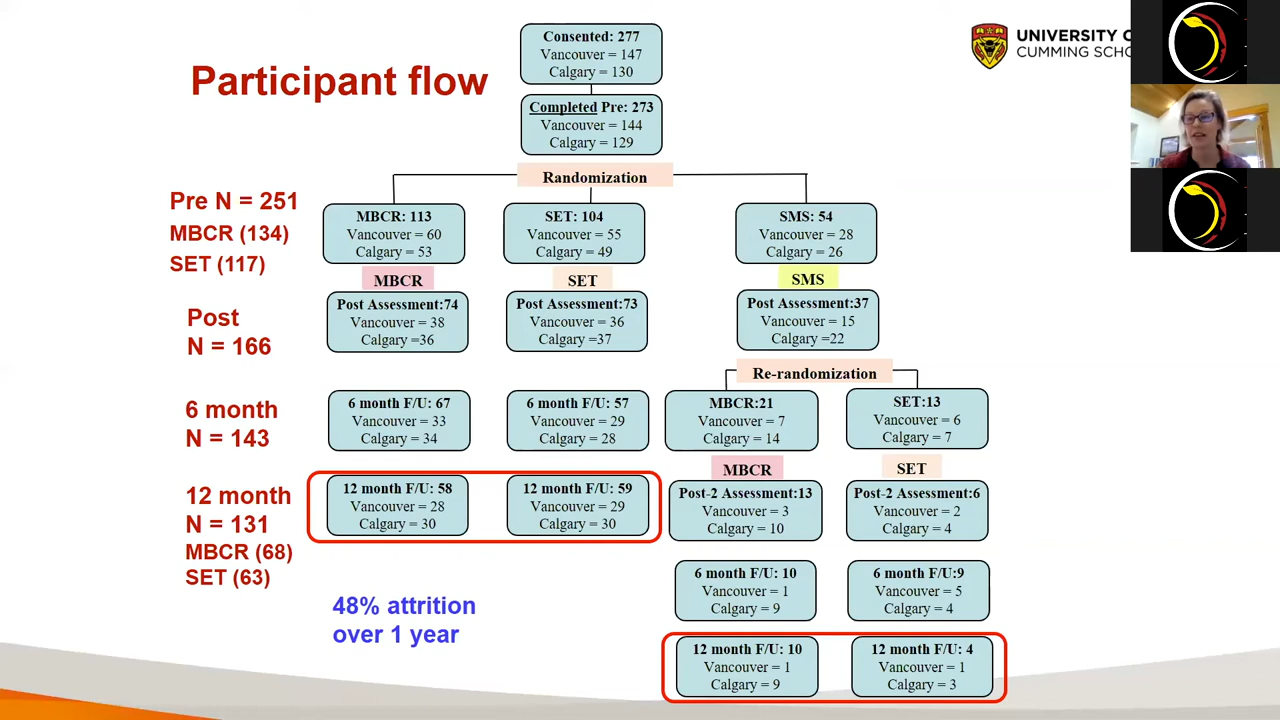 Participant flow
UNIVERSITY
CUMMING
Consented: 277
Vancouver = 147
Calgary = 130
Completed Pre: 273
Vancouver = 144
Calgary = 129
Randomization
Pre N = 251
MBCR (134)
SET (117)
MBCR: 113
Vancouver = 60
Calgary = 53
SET: 104
Vancouver = 55
Calgary = 49
SMS: 54
Vancouver = 28
Calgary = 26
MBCR
SET
SMS
Post
N = 166
Post Assessment:74
Vancouver = 38
Calgary =36
Post Assessment:73
Vancouver = 36
Calgary =37
Post Assessment:37
Vancouver = 15
Calgary =22
Re-randomization
6 month
N = 143
6 month F/U: 67
Vancouver = 33
Calgary = 34
6 month F/U: 57
Vancouver = 29
Calgary = 28
MBCR:21
Vancouver = 7
Calgary = 14
SET:13
Vancouver = 6
Calgary = 7
MBCR
SET
12 month
N = 131
MBCR (68)
SET (63)
12 month F/U: 58
Vancouver = 28
Calgary = 30
12 month F/U: 59
Vancouver = 29
Calgary = 30
Post-2 Assessment:13
Vancouver = 3
Calgary = 10
Post-2 Assessment:6
Vancouver = 2
Calgary = 4
48% attrition
over 1 year
6 month F/U: 10
Vancouver = 1
Calgary = 9
6 month F/U:9
Vancouver = 5
Calgary = 4
12 month F/U: 10
Vancouver = 1
Calgary = 9
12 month F/U: 4
Vancouver = 1
Calgary = 3